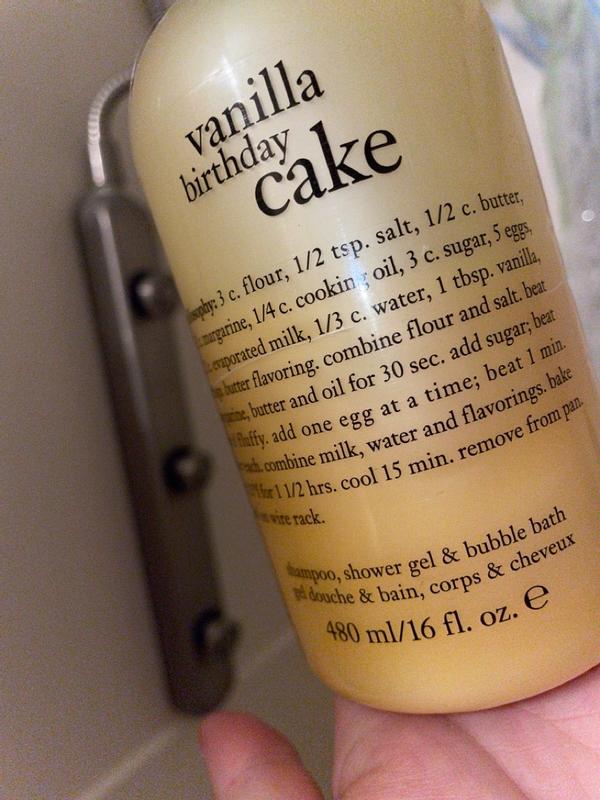 vanilla
birthday
cake
3 c. flour, 1/2 tsp. salt, 1/2 c. butter,
margarine, 1/4 c. cooking oil, 3 c. sugar, 5 eggs,
evaporated milk, 1/3 c. water, 1 tbsp. vanilla,
butter flavoring. combine flour and salt. beat
butter and oil for 30 sec. add sugar; beat
fluffy. add one egg at a time; beat 1 min.
each. combine milk, water and flavorings. bake
for 1 1/2 hrs. cool 15 min. remove from pan.
on wire rack.
shampoo, shower gel & bubble bath
gel douche & bain, corps & cheveux
480 ml/16 fl. oz. e